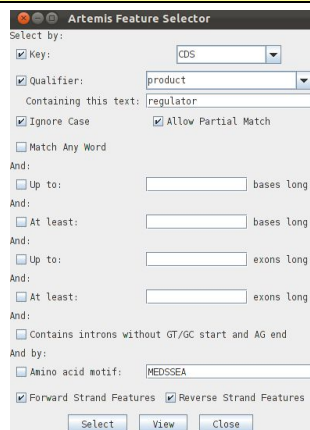 Artemis Feature Selector
Select by:
Key: CDS
Qualifier: product
Containing this text: regulator
Ignore Case Allow Partial Match
Match Any Word
And:
Up to: bases long
And:
At least: bases long
And:
Up to: exons long
And:
At least: exons long
And:
Contains introns without GT/GC start and AG end
And by:
Amino acid motif: MEDSSEA
Forward Strand Features Reverse Strand Features
Select View Close